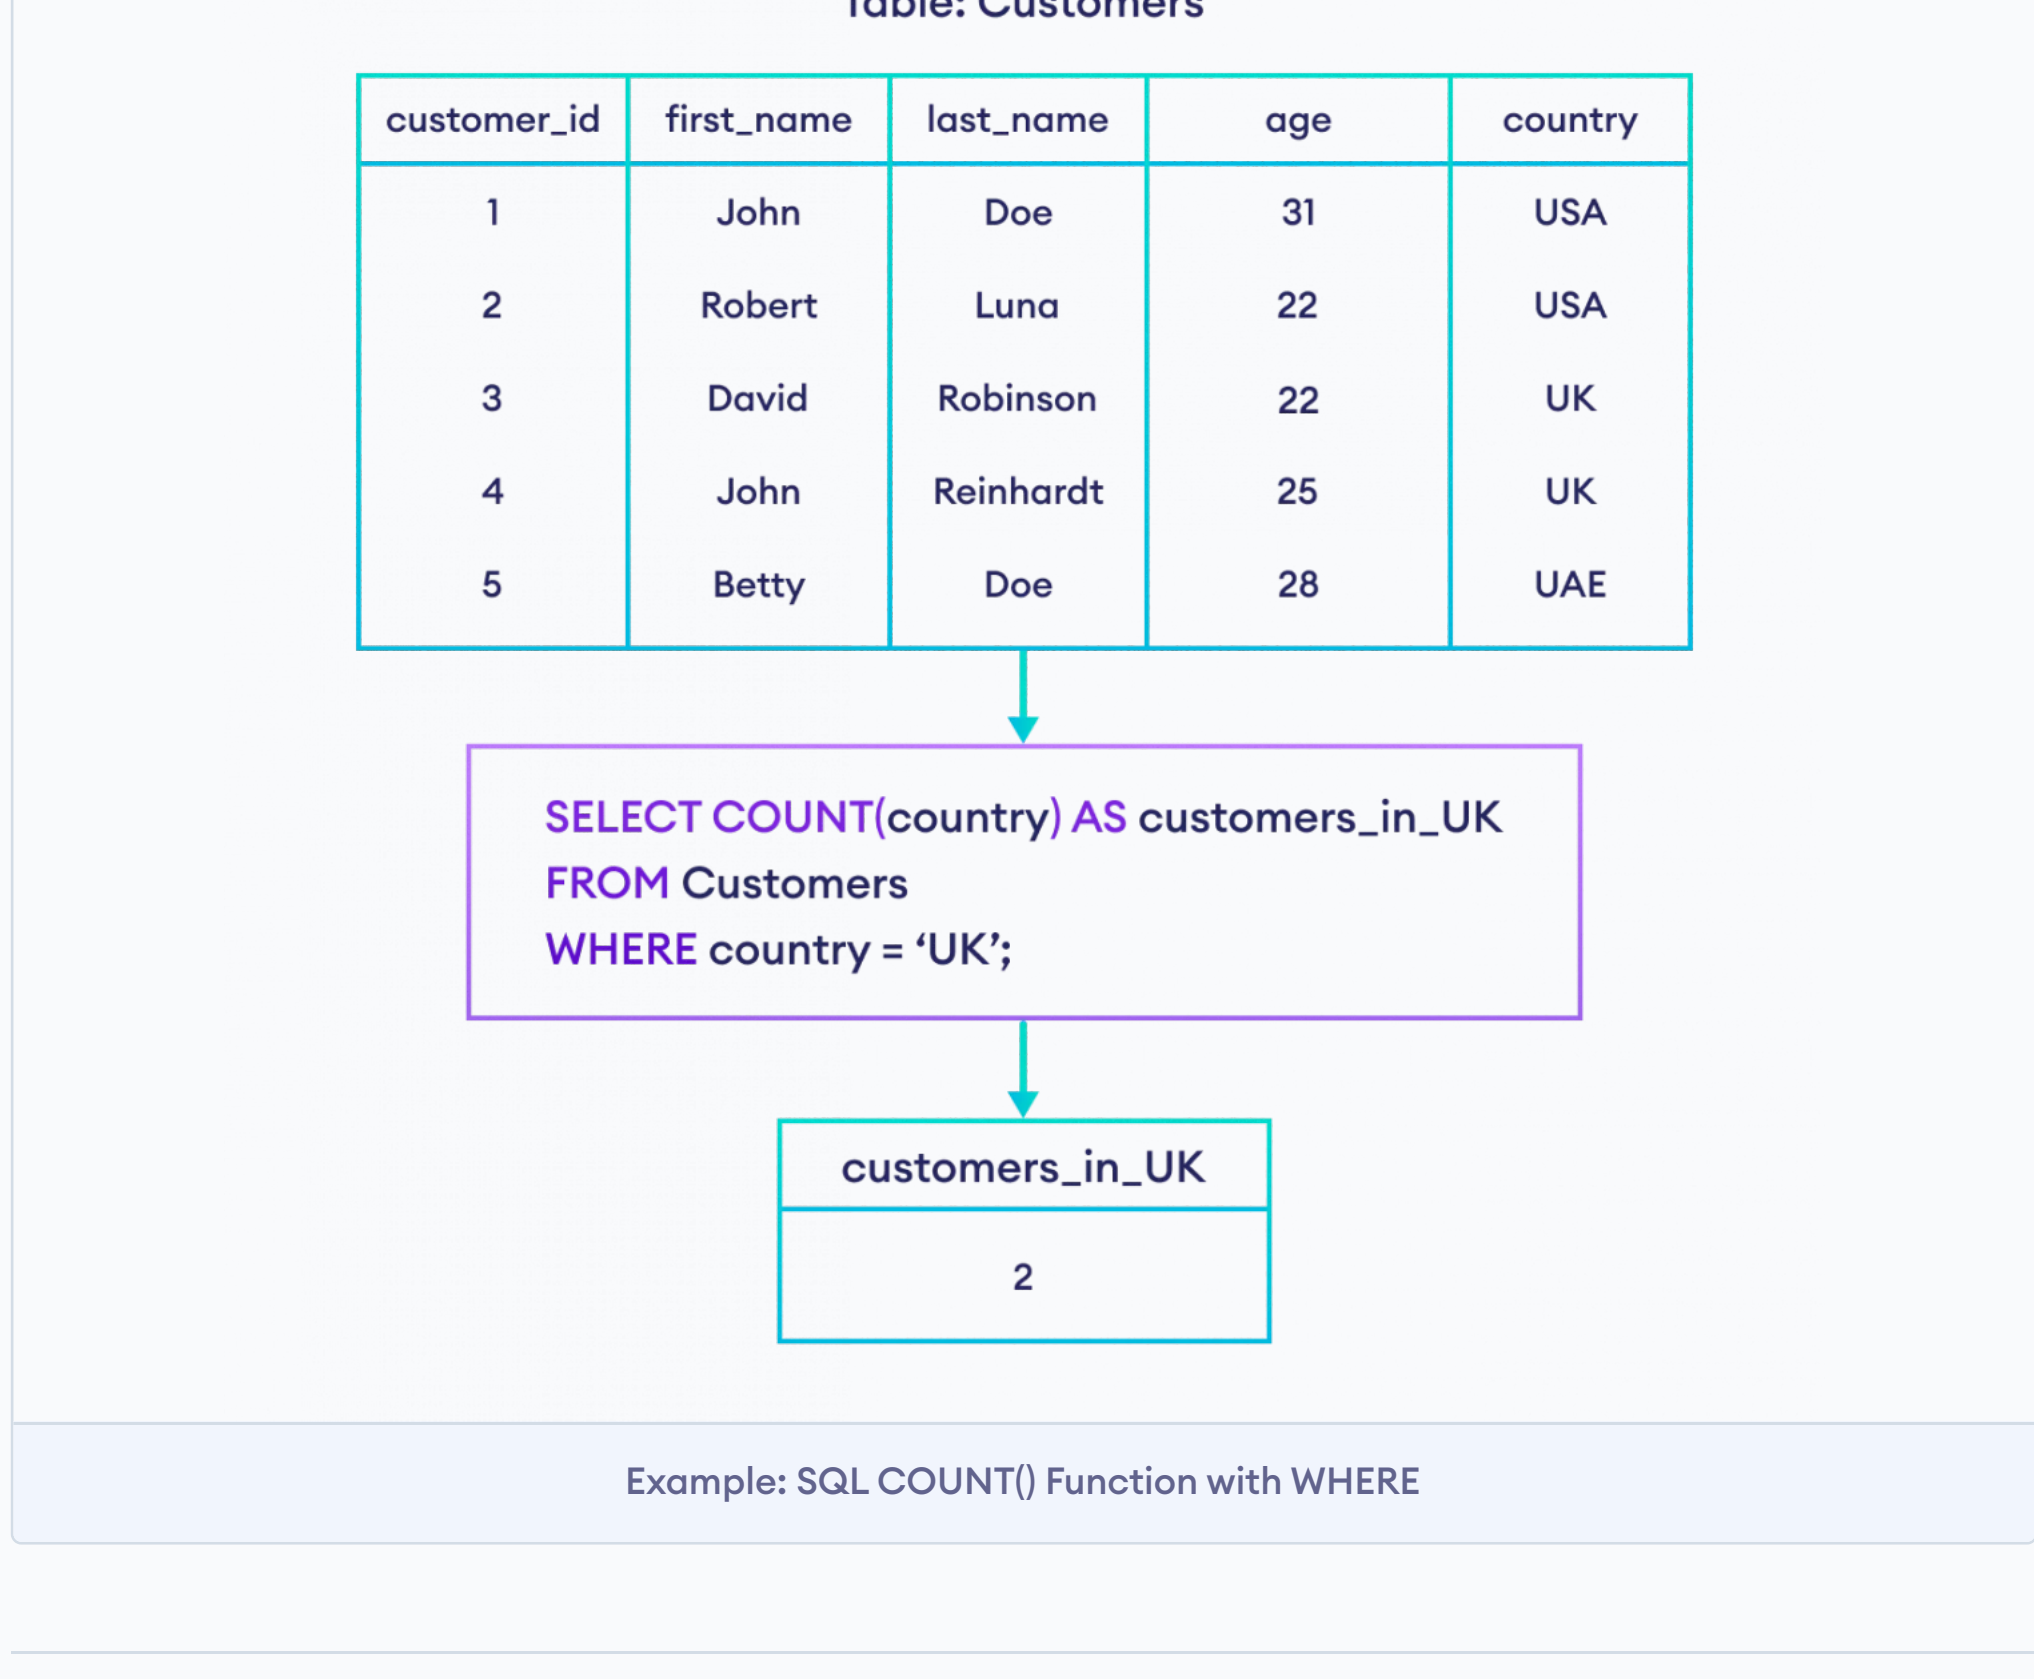 Table: Customers
customer_id first_name last_name age country
1 John Doe 31 USA
2 Robert Luna 22 USA
3 David Robinson 22 UK
4 John Reinhardt 25 UK
5 Betty Doe 28 UAE
SELECT COUNT(country) AS customers_in_UK
FROM Customers
WHERE country = ‘UK’;
customers_in_UK
2
Example: SQL COUNT() Function with WHERE